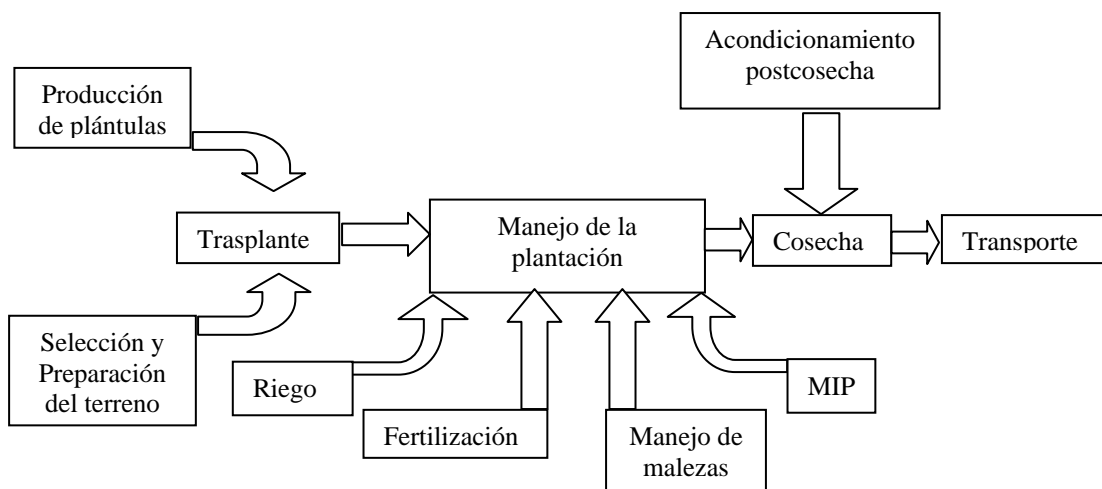 Acondicionamiento
postcosecha
Producción
de plántulas
Trasplante
Manejo de la
plantación
Cosecha
Transporte
Selección y
Preparación
del terreno
Riego
MIP
Fertilización
Manejo de
malezas